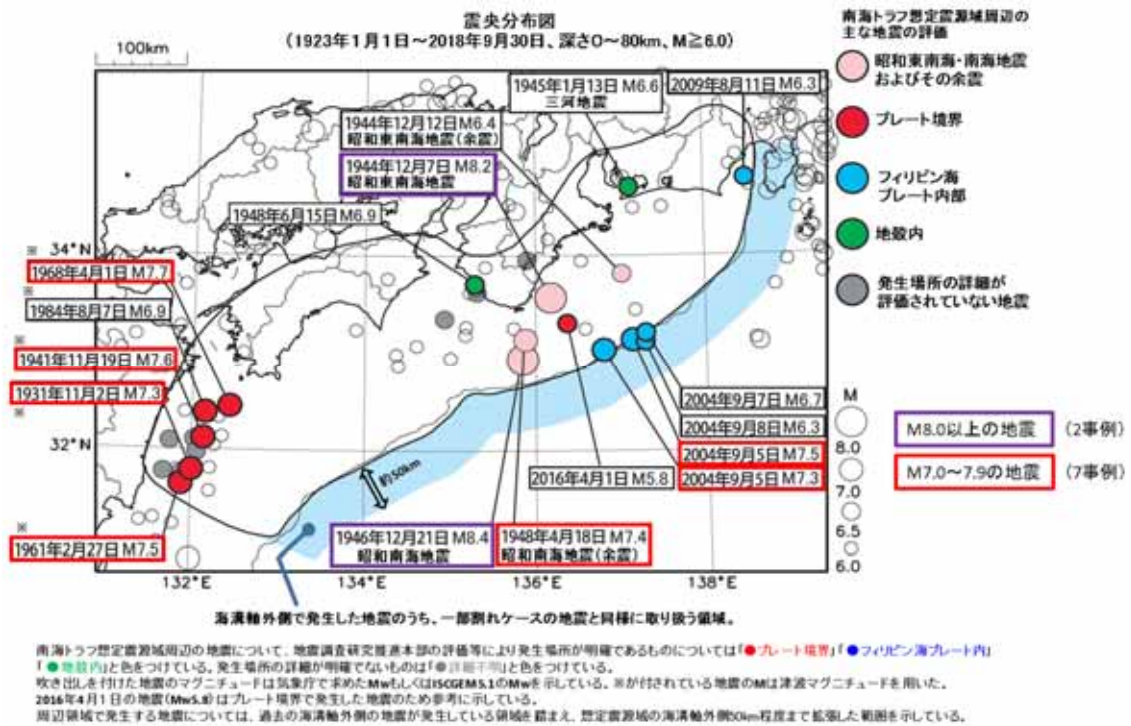 震央分布図
(1923年1月1日～2018年9月30日、深さ0～80km、M≧6.0)
100km
南海トラフ想定震源域周辺の
主な地震の評価
昭和東南海・南海地震
およびその余震
プレート境界
フィリピン海
プレート内部
地殻内
発生場所の詳細が
評価されていない地震
1945年1月13日 M6.6
三河地震
2009年8月11日 M6.3
1944年12月12日 M6.4
昭和東南海地震(余震)
1944年12月7日 M8.2
昭和東南海地震
1948年6月15日 M6.9
34°N
※
1968年4月1日 M7.7
※
1984年8月7日 M6.9
※
1941年11月19日 M7.6
1931年11月2日 M7.3
※
32°N
※
1961年2月27日 M7.5
約50km
2004年9月7日 M6.7
2004年9月8日 M6.3
2004年9月5日 M7.5
2004年9月5日 M7.3
2016年4月1日 M5.8
1946年12月21日 M8.4
昭和南海地震
1948年4月18日 M7.4
昭和南海地震(余震)
132°E
134°E
136°E
138°E
M
8.0
7.0
6.5
6.0
M8.0以上の地震 (2事例)
M7.0～7.9の地震 (7事例)
海溝軸外側で発生した地震のうち、一部割れケースの地震と同様に取り扱う領域。
南海トラフ想定震源域周辺の地震について、地震調査研究推進本部の評価等により発生場所が明確であるものについては「●プレート境界」「●フィリピン海プレート内」
「●地殻内」と色をつけている。発生場所の詳細が明確でないものは「●詳細不明」と色をつけている。
吹き出しを付けた地震のマグニチュードは気象庁で求めたMwもしくはISCGEM5.1のMwを示している。※が付されている地震のMは津波マグニチュードを用いた。
2016年4月1日の地震(Mw5.8)はプレート境界で発生した地震のため参考に示している。
周辺領域で発生する地震については、過去の海溝軸外側の地震が発生している領域を踏まえ、想定震源域の海溝軸外側50km程度まで拡張した範囲を示している。